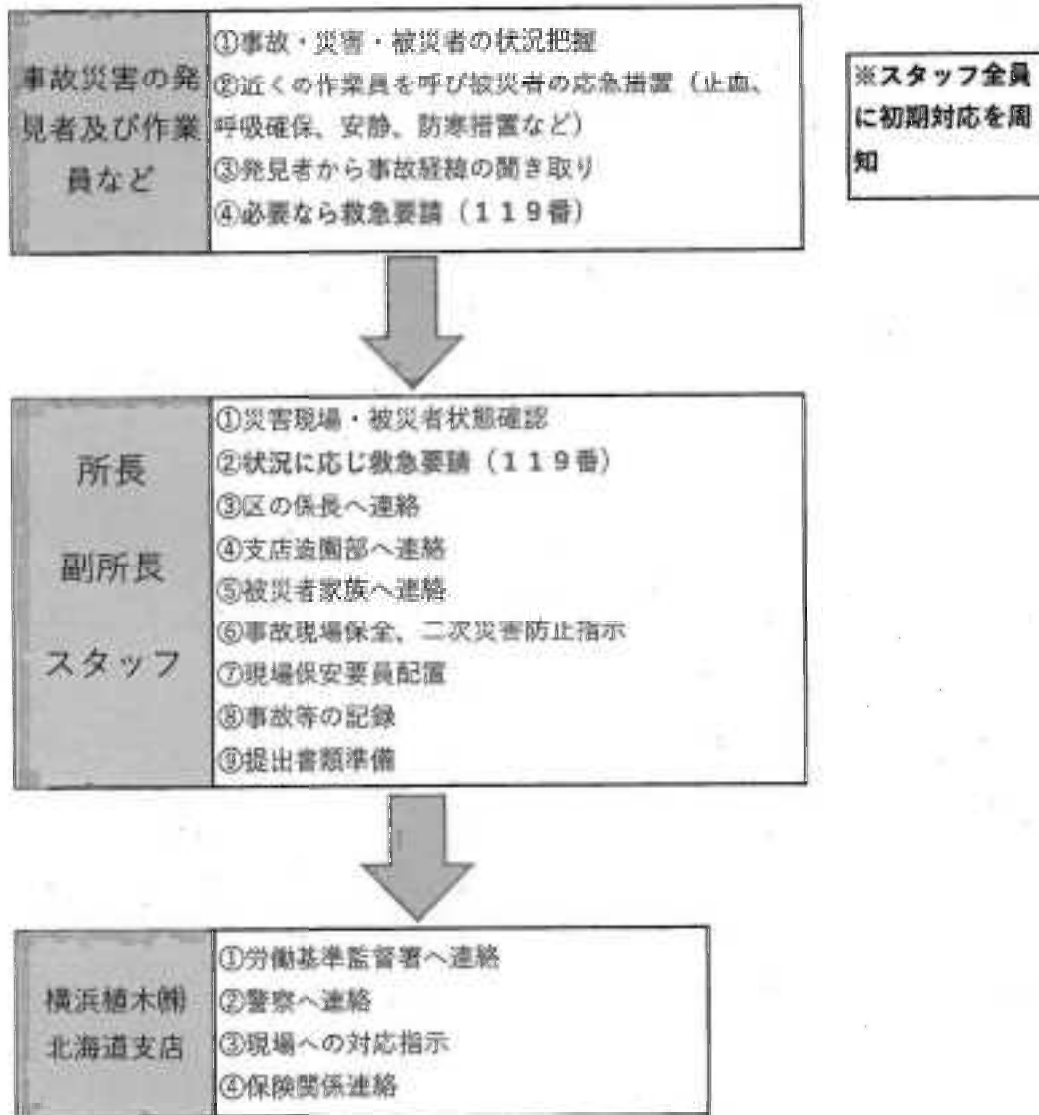 事故災害の発
見者及び作業
員など
①事故・災害・被災者の状況把握
②近くの作業員を呼び被災者の応急措置（止血、
呼吸確保、安静、防寒措置など）
③発見者から事故経緯の聞き取り
④必要なら救急要請（１１９番）
※スタッフ全員
に初期対応を周
知
所長
副所長
スタッフ
①災害現場・被災者状態確認
②状況に応じ救急要請（１１９番）
③区の係長へ連絡
④支店造園部へ連絡
⑤被災者家族へ連絡
⑥事故現場保全、二次災害防止指示
⑦現場保安要員配置
⑧事故等の記録
⑨提出書類準備
横浜植木㈱
北海道支店
①労働基準監督署へ連絡
②警察へ連絡
③現場への対応指示
④保険関係連絡